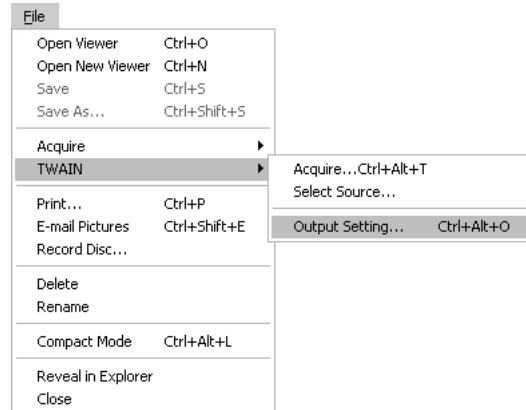 File
Open Viewer Ctrl+O
Open New Viewer Ctrl+N
Save Ctrl+S
Save As... Ctrl+Shift+S
Acquire
TWAIN
Acquire...Ctrl+Alt+T
Select Source...
Output Setting... Ctrl+Alt+O
Print... Ctrl+P
E-mail Pictures Ctrl+Shift+E
Record Disc...
Delete
Rename
Compact Mode Ctrl+Alt+L
Reveal in Explorer
Close